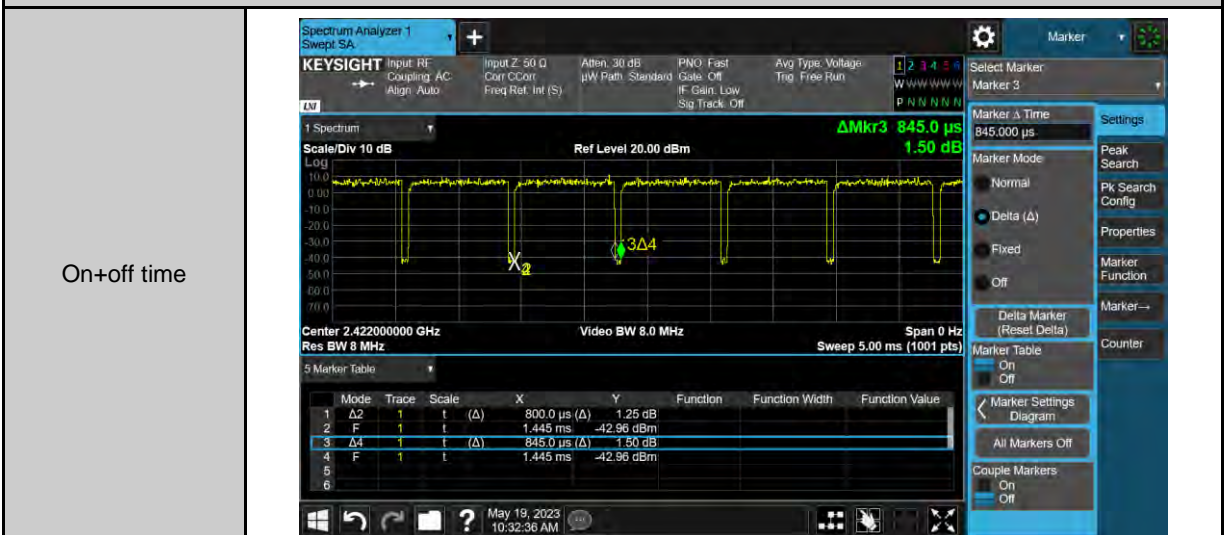 On+off time
Spectrum Analyzer 1
Swept SA
+
KEYSIGHT Input: RF Input Z: 50 Ω Atten: 30 dB PNO: Fast Avg Type: Voltage 1 2 3 4 5 6
Coupling: AC Corr CCorr µW Path: Standard Gate: Off Trig: Free Run W W W W W W
Align: Auto Freq Ref: Int (S) IF Gain: Low
LXI Sig Track: Off P N N N N N
1 Spectrum ΔMkr3 845.0 µs
Scale/Div 10 dB Ref Level 20.00 dBm 1.50 dB
Log
10.0
0.00
-10.0
-20.0
-30.0
-40.0
-50.0
-60.0
-70.0
3Δ4
Center 2.422000000 GHz Video BW 8.0 MHz Span 0 Hz
Res BW 8 MHz Sweep 5.00 ms (1001 pts)
5 Marker Table
Mode Trace Scale X Y Function Function Width Function Value
1 Δ2 1 t (Δ) 800.0 µs (Δ) 1.25 dB
2 F 1 t 1.445 ms -42.96 dBm
3 Δ4 1 t (Δ) 845.0 µs (Δ) 1.50 dB
4 F 1 t 1.445 ms -42.96 dBm
5
6
? May 19, 2023
10:32:36 AM
Marker
Select Marker
Marker 3
Marker Δ Time
845.000 µs
Marker Mode
Normal
Delta (Δ)
Fixed
Off
Delta Marker
(Reset Delta)
Marker Table
On
Off
Marker Settings
Diagram
All Markers Off
Couple Markers
On
Off
Settings
Peak
Search
Pk Search
Config
Properties
Marker
Function
Marker→
Counter